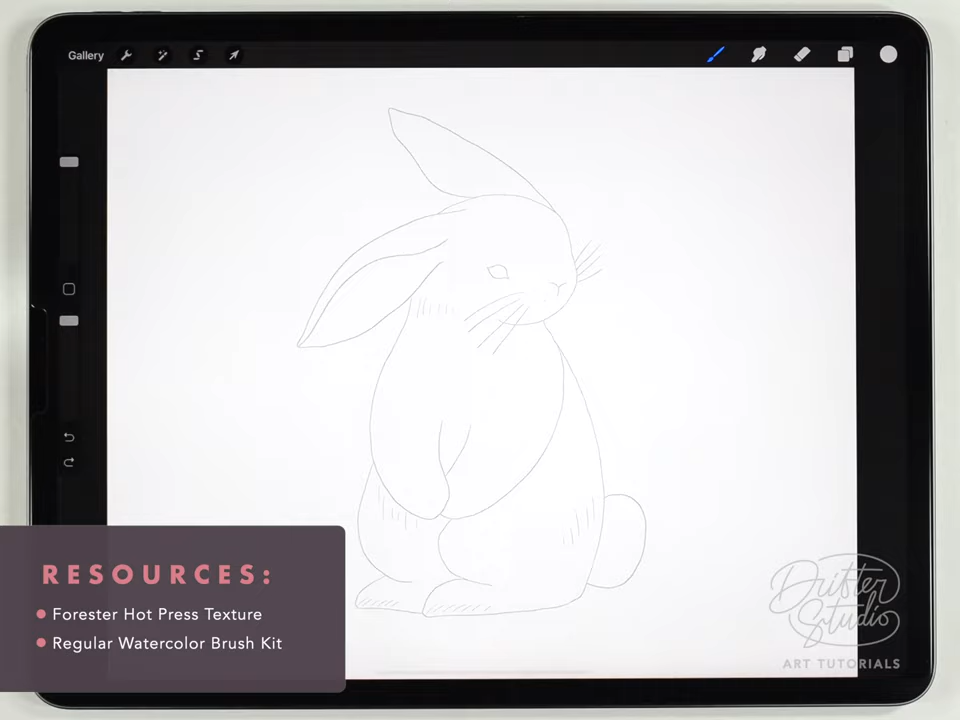 Gallery
RESOURCES:
Forester Hot Press Texture
Regular Watercolor Brush Kit
Drifter
Studio
ART TUTORIALS